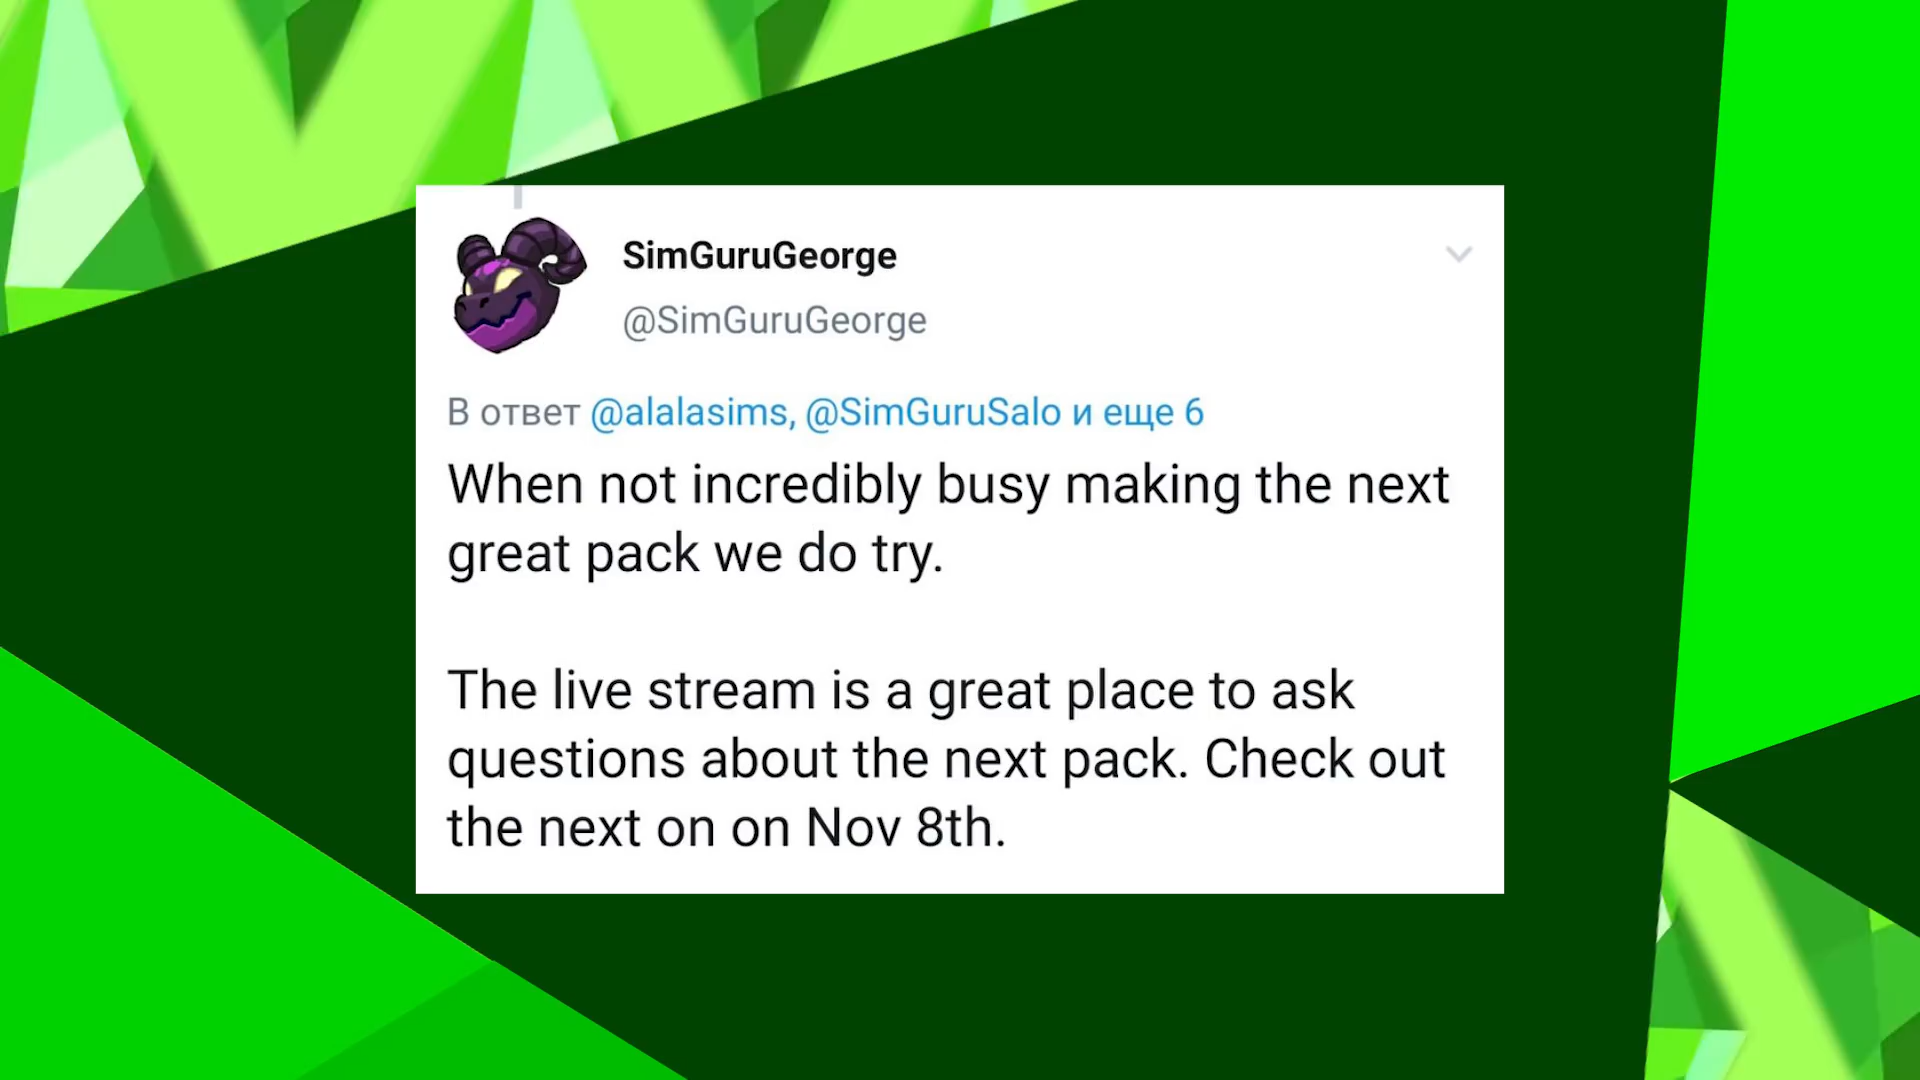 SimGuruGeorge
@SimGuruGeorge
В ответ @alalasims, @SimGuruSalo и еще 6
When not incredibly busy making the next
great pack we do try.
The live stream is a great place to ask
questions about the next pack. Check out
the next on on Nov 8th.